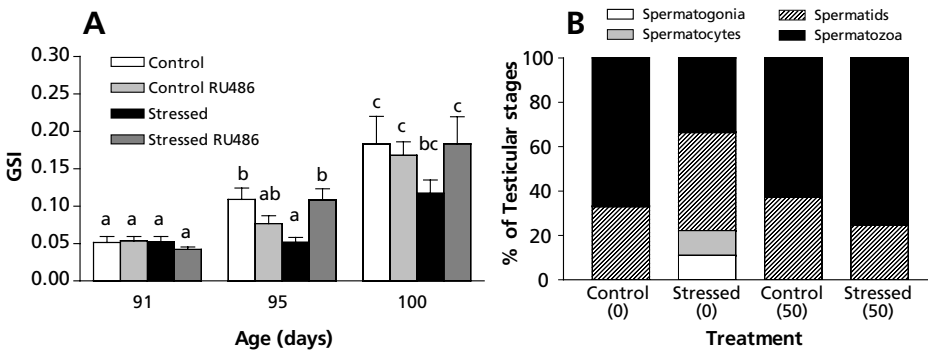 A
0.30
0.25
0.20
0.15
0.10
0.05
0.00
GSI
Control
Control RU486
Stressed
Stressed RU486
a a a a
b ab a b
c c bc c
91 95 100
Age (days)
B
Spermatogonia Spermatids
Spermatocytes Spermatozoa
100
80
60
40
20
0
% of Testicular stages
Control Stressed Control Stressed
(0) (0) (50) (50)
Treatment